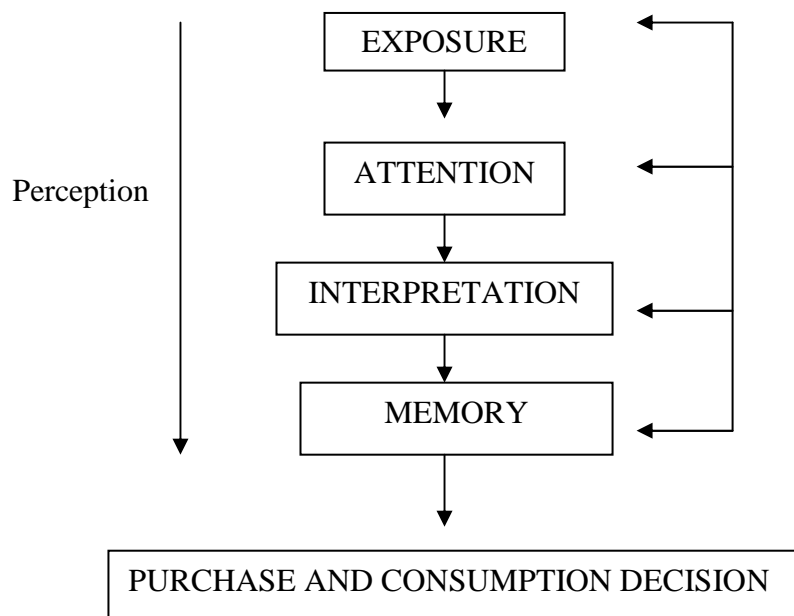 EXPOSURE
ATTENTION
Perception
INTERPRETATION
MEMORY
PURCHASE AND CONSUMPTION DECISION